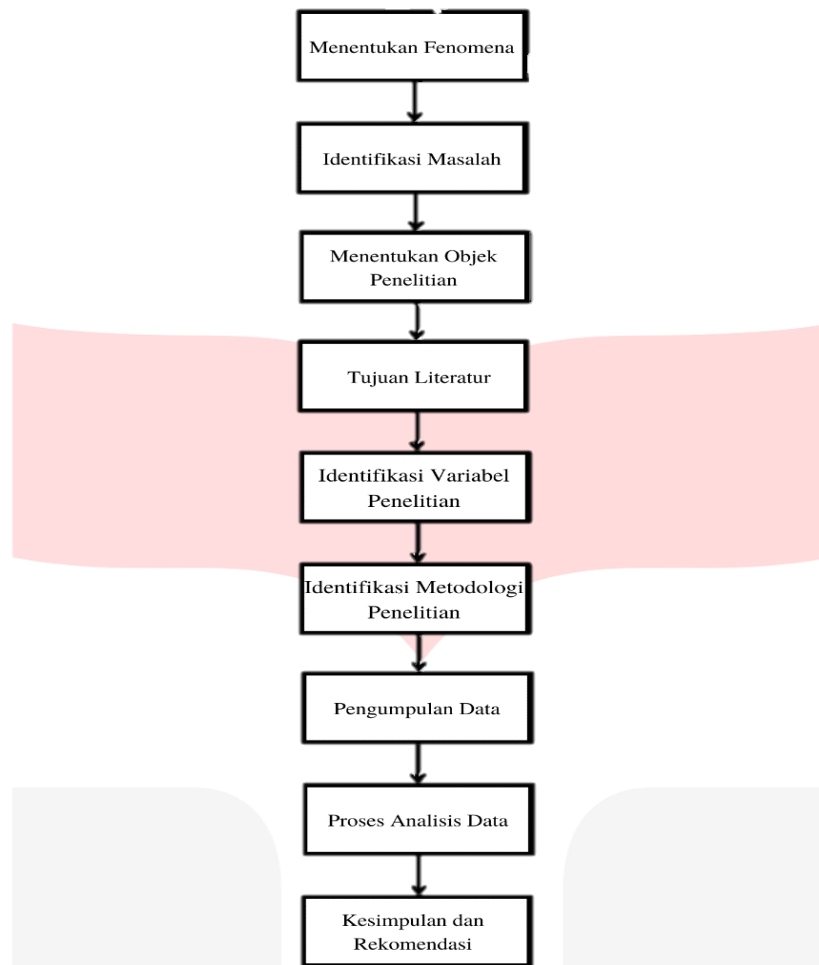 Menentukan Fenomena
Identifikasi Masalah
Menentukan Objek
Penelitian
Tujuan Literatur
Identifikasi Variabel
Penelitian
Identifikasi Metodologi
Penelitian
Pengumpulan Data
Proses Analisis Data
Kesimpulan dan
Rekomendasi